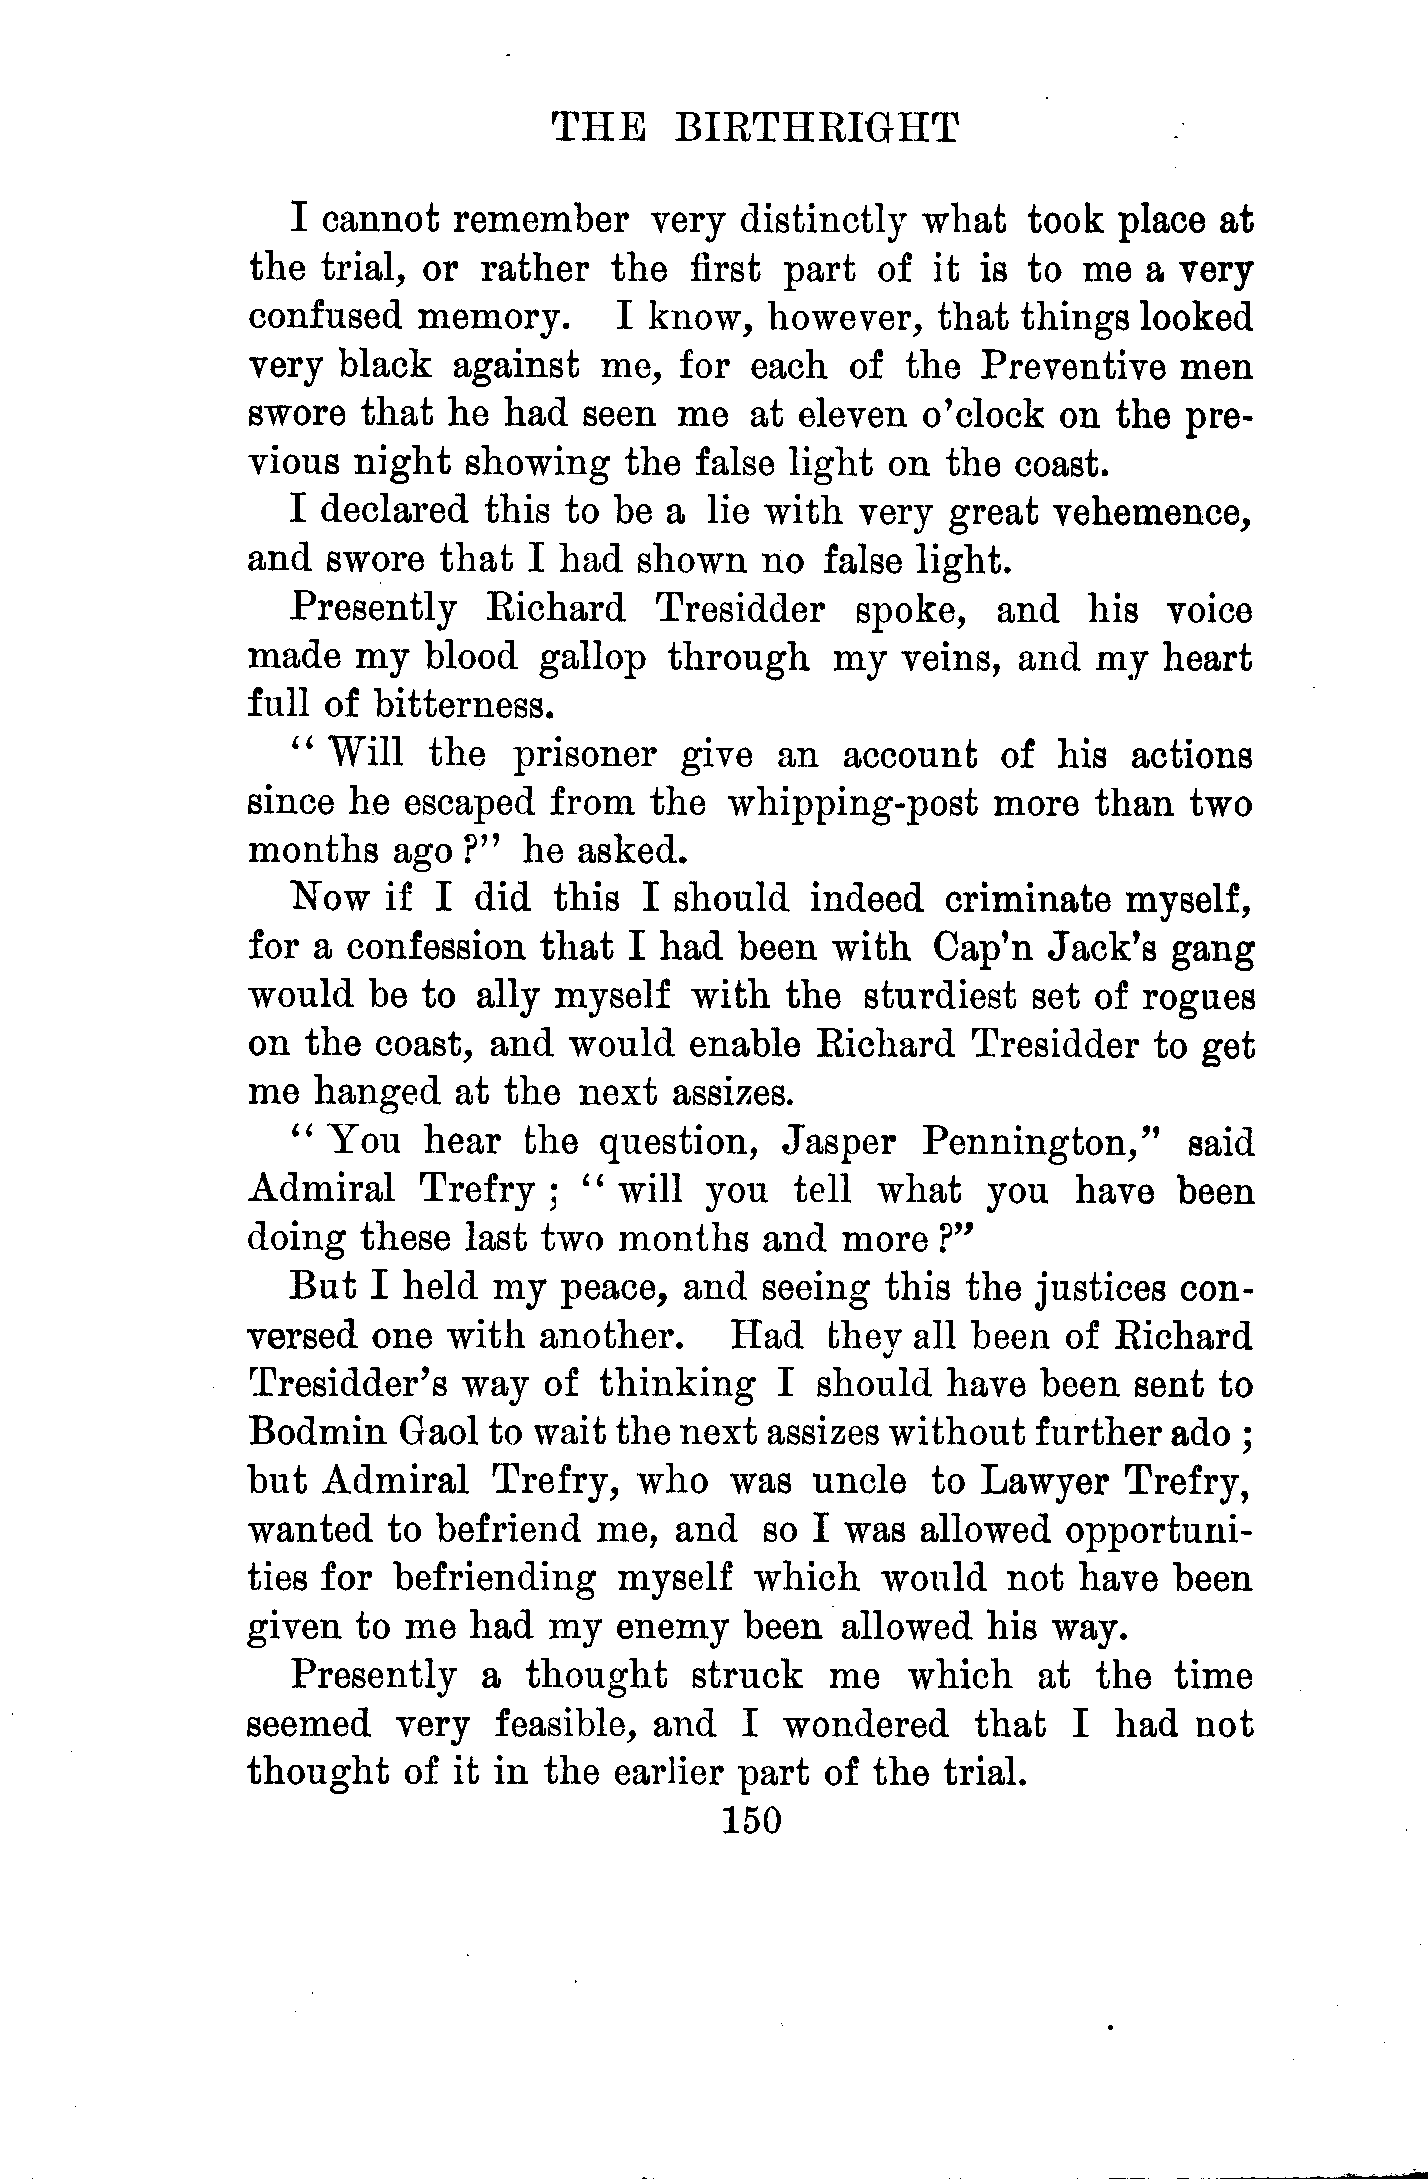 THE BIRTHRIGHT
I cannot remember very distinctly what took place at
the trial, or rather the first part of it is to me a very
confused memory. I know, however, that things looked
very black against me, for each of the Preventive men
swore that he had seen me at eleven o'clock on the pre-
vious night showing the false light on the coast.
I declared this to be a lie with very great vehemence,
and swore that I had shown no false light.
Presently Richard Tresidder spoke, and his voice
made my blood gallop through my veins, and my heart
full of bitterness.
“ Will the prisoner give an account of his actions
since he escaped from the whipping-post more than two
months ago ?” he asked.
Now if I did this I should indeed criminate myself,
for a confession that I had been with Cap'n Jack's gang
would be to ally myself with the sturdiest set of rogues
on the coast, and would enable Richard Tresidder to get
me hanged at the next assizes.
“ You hear the question, Jasper Pennington,” said
Admiral Trefry ; “ will you tell what you have been
doing these last two months and more ?”
But I held my peace, and seeing this the justices con-
versed one with another. Had they all been of Richard
Tresidder's way of thinking I should have been sent to
Bodmin Gaol to wait the next assizes without further ado ;
but Admiral Trefry, who was uncle to Lawyer Trefry,
wanted to befriend me, and so I was allowed opportuni-
ties for befriending myself which would not have been
given to me had my enemy been allowed his way.
Presently a thought struck me which at the time
seemed very feasible, and I wondered that I had not
thought of it in the earlier part of the trial.
150